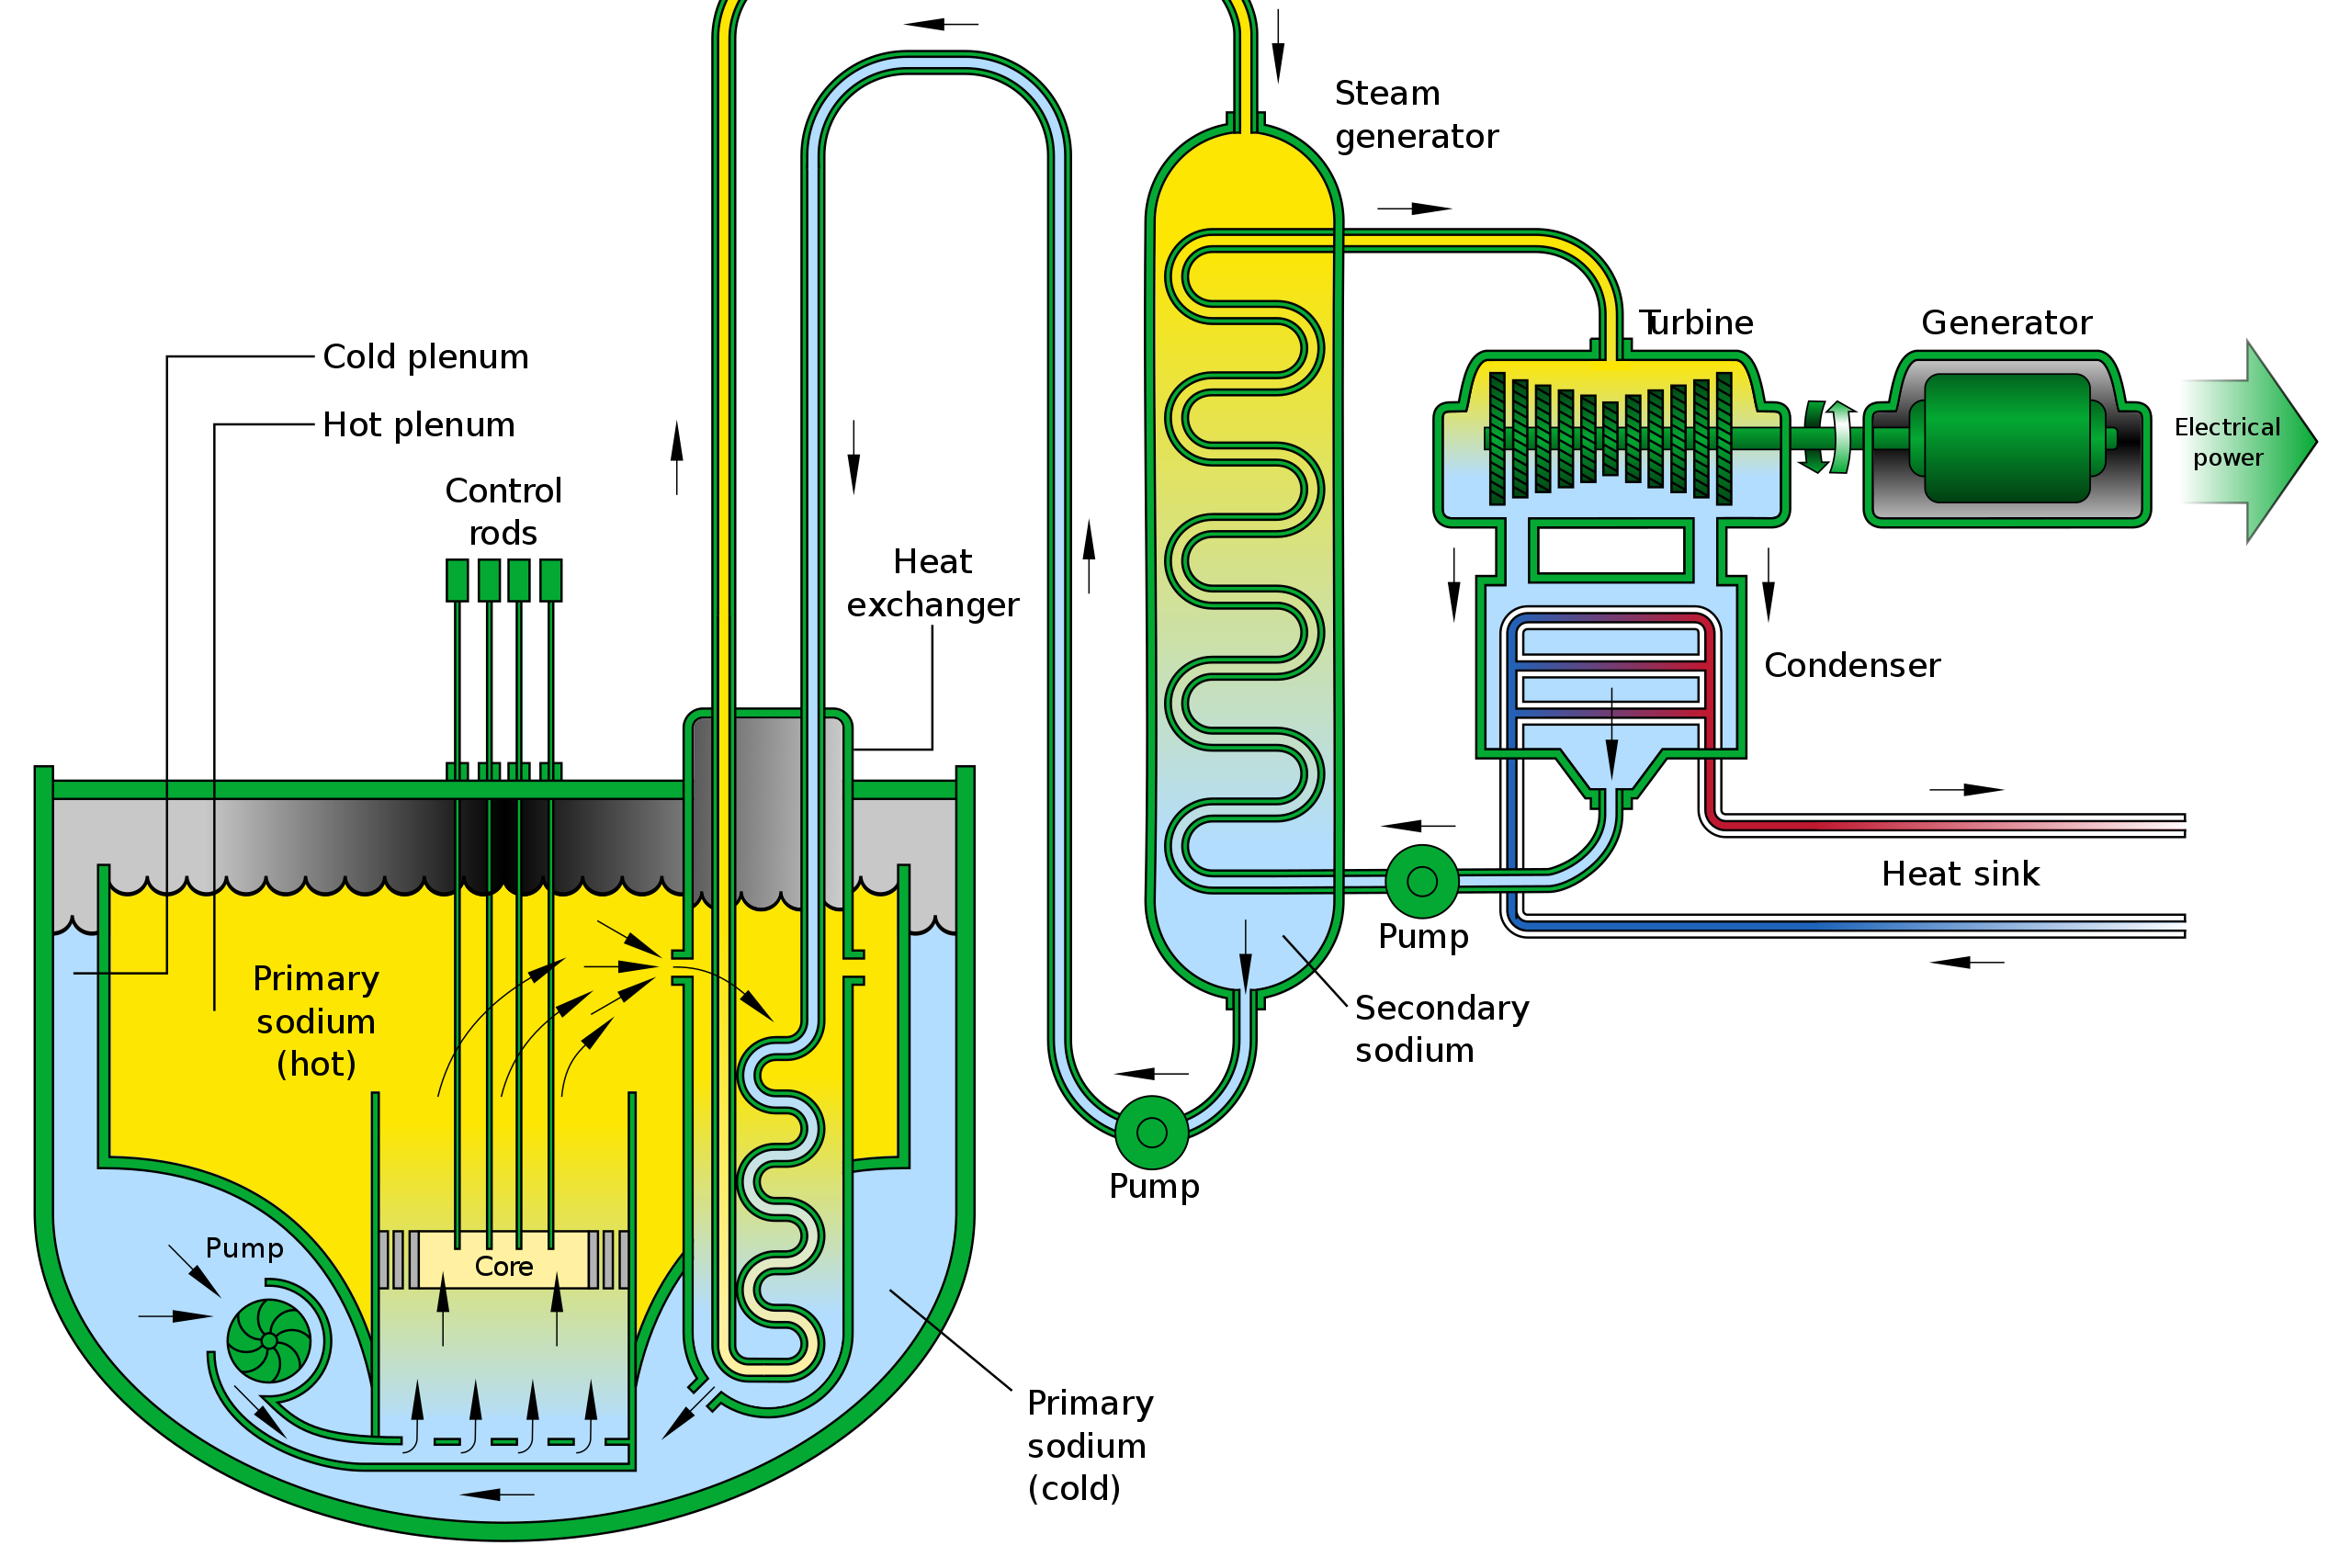 Steam
generator
Turbine
Generator
Cold plenum
Hot plenum
Electrical
power
Control
rods
Heat
exchanger
Condenser
Heat sink
Pump
Primary
sodium
(hot)
Secondary
sodium
Pump
Pump
Core
Primary
sodium
(cold)